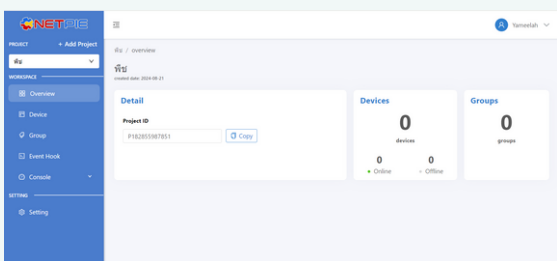 NETPIE
Yameelah
PROJECT
+ Add Project
พืช
WORKSPACE
Overview
Device
Group
Event Hook
Console
SETTING
Setting
พืช / overview
พืช
created date: 2024-08-21
Detail
Project ID
P182855987851
Copy
Devices
0
devices
0 0
Online Offline
Groups
0
groups